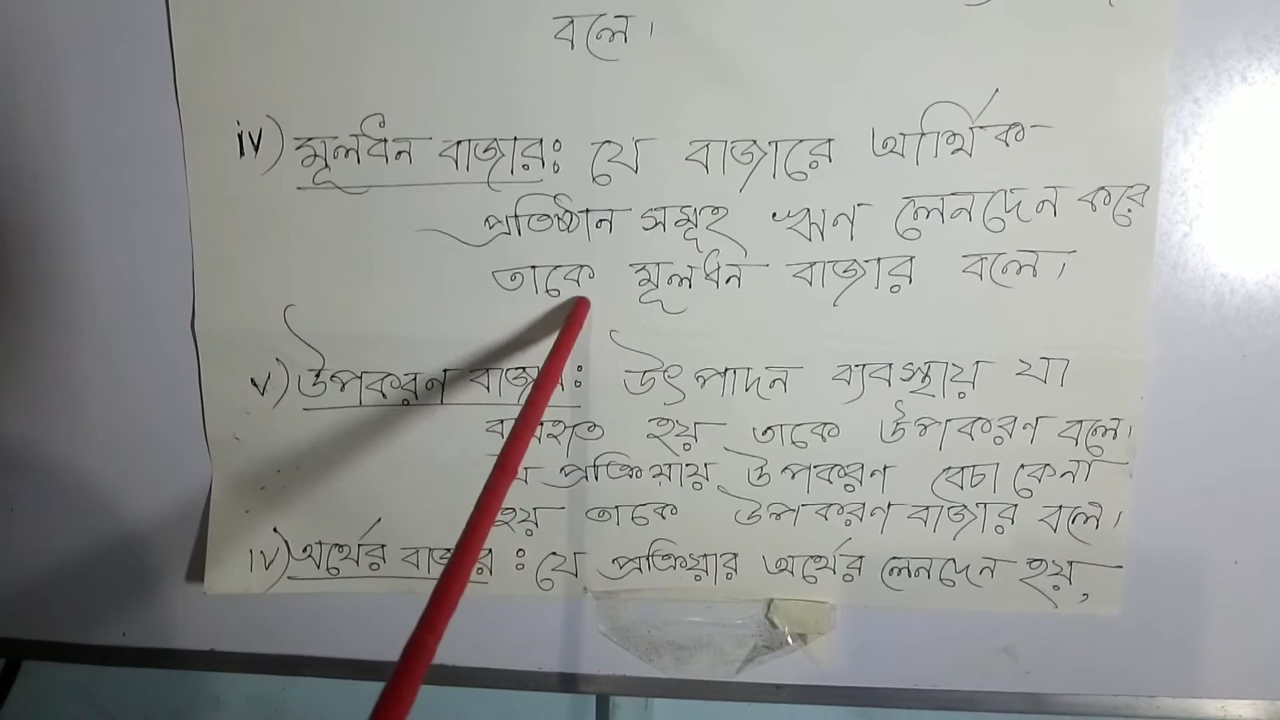 বলে।
iv) মূলধন বাজারঃ যে বাজারে আর্থিক
প্রতিষ্ঠান সমূহ ঋণ লেনদেন করে
তাকে মূলধন বাজার বলে।
v) উপকরণ বাজারঃ উৎপাদন ব্যবস্থায় যা
ব্যবহৃত হয় তাকে উপকরণ বলে।
প্রক্রিয়ায় উপকরণ বেচা কেনা
হয় তাকে উপকরণ বাজার বলে।
iv) অর্থের বাজার : যে প্রক্রিয়ার অর্থের লেনদেন হয়,